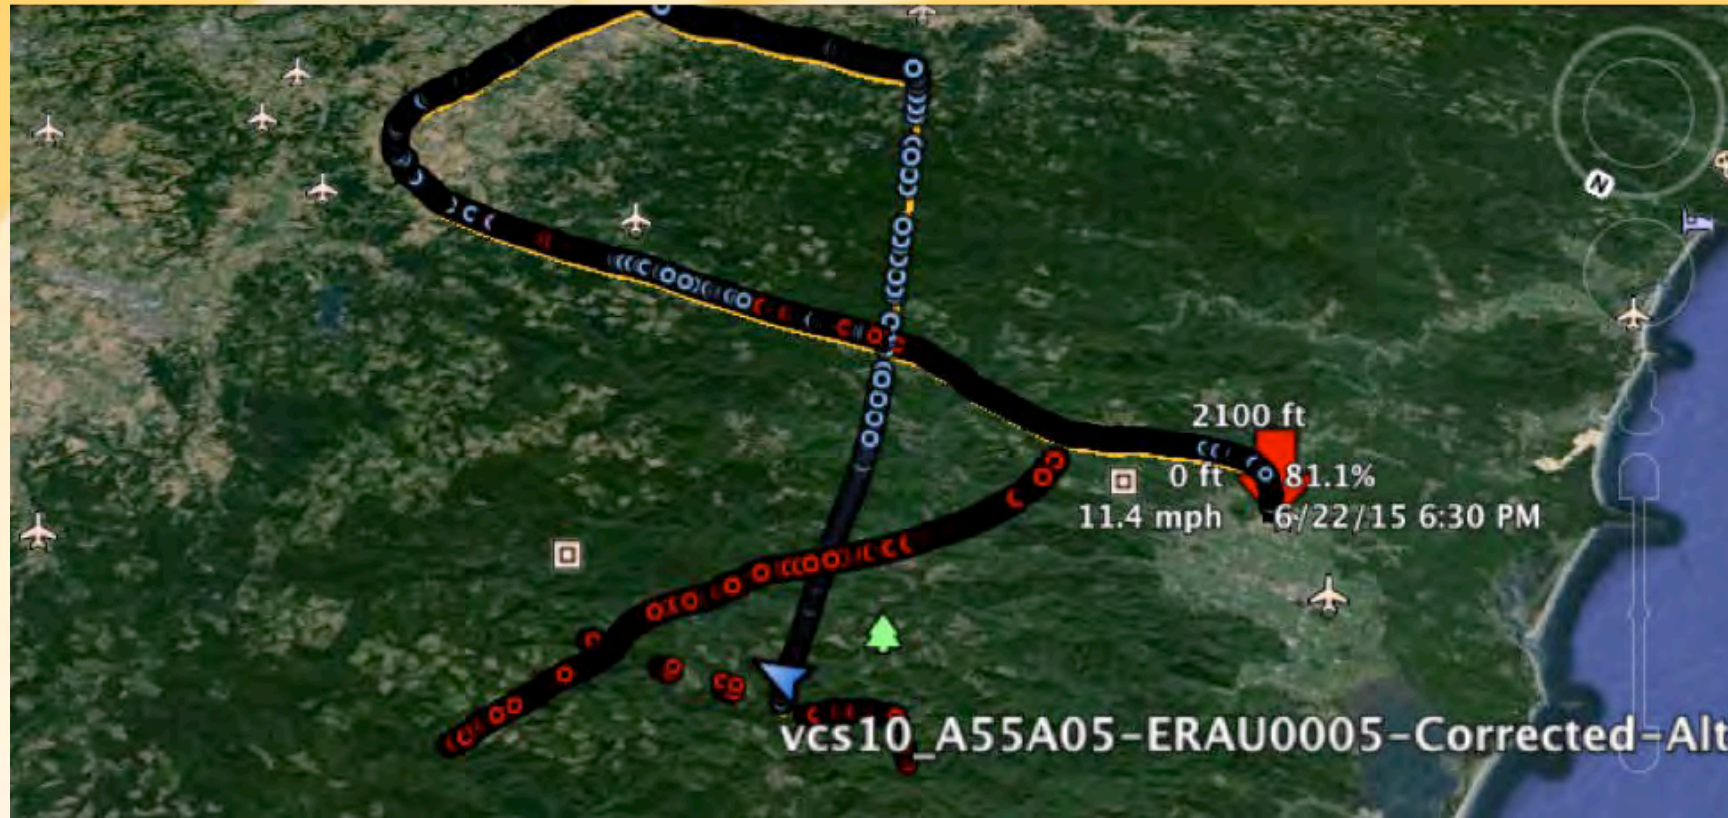 N
2100 ft
0 ft 81.1%
11.4 mph 6/22/15 6:30 PM
vcs10_A55A05-ERAU0005-Corrected-Alt